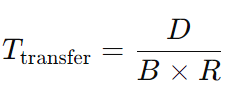 T_transfer = D / (B × R)